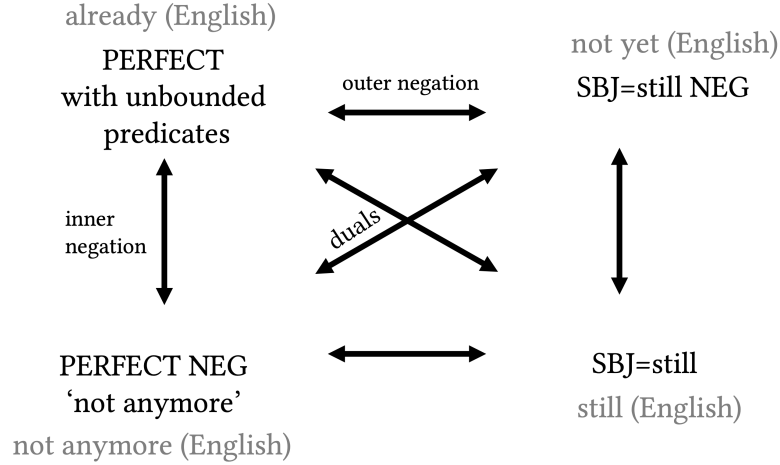 already (English)
PERFECT
with unbounded
predicates
outer negation
not yet (English)
SBJ=still NEG
inner
negation
duals
PERFECT NEG
‘not anymore’
not anymore (English)
SBJ=still
still (English)